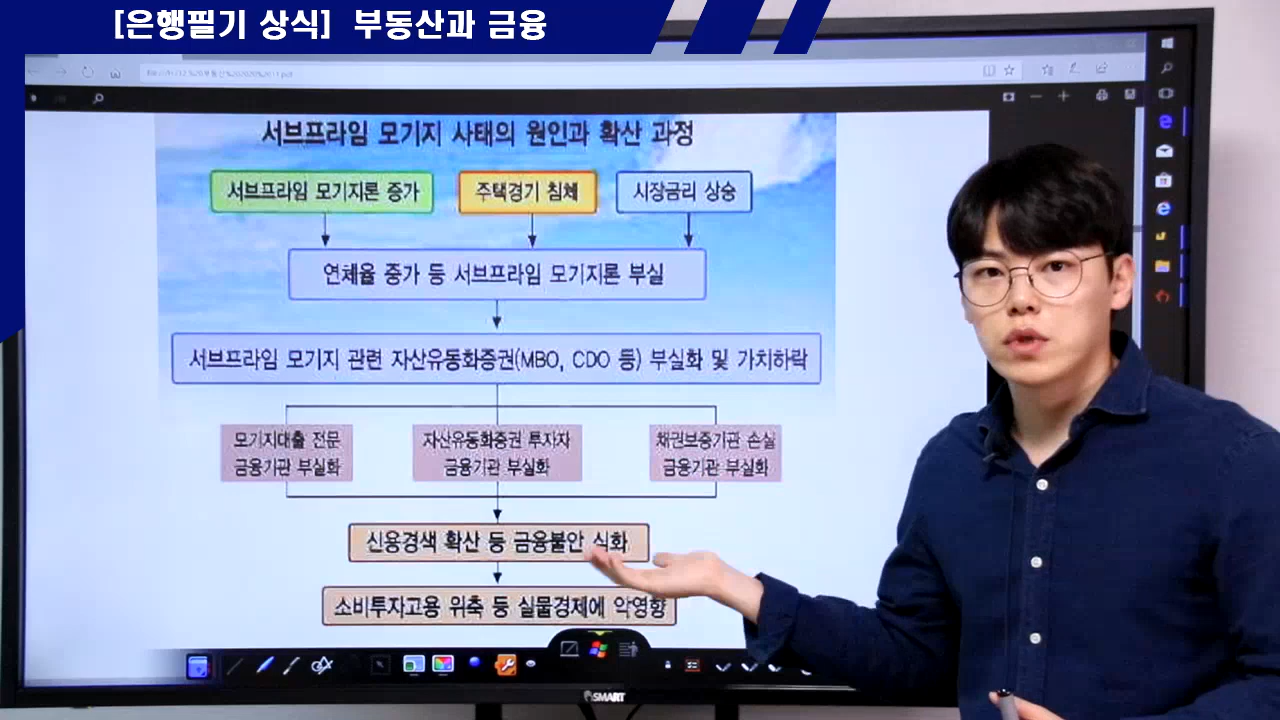 [은행필기 상식] 부동산과 금융
서브프라임 모기지 사태의 원인과 확산 과정
서브프라임 모기지론 증가
주택경기 침체
시장금리 상승
연체율 증가 등 서브프라임 모기지론 부실
서브프라임 모기지 관련 자산유동화증권(MBO, CDO 등) 부실화 및 가치하락
모기지대출 전문
금융기관 부실화
자산유동화증권 투자자
금융기관 부실화
채권보증기관 손실
금융기관 부실화
신용경색 확산 등 금융불안 심화
소비투자고용 위축 등 실물경제에 악영향
SMART